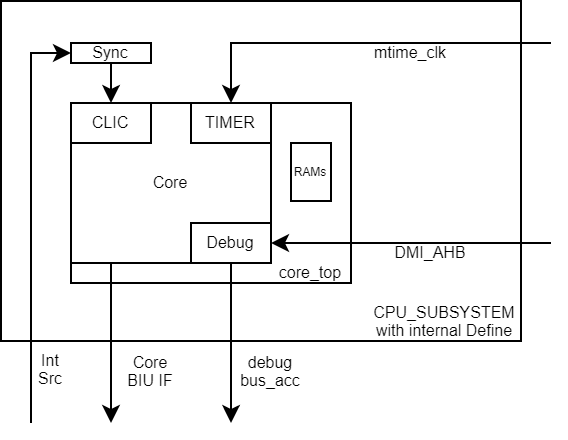 Sync
mtime_clk
CLIC
TIMER
Core
RAMs
Debug
DMI_AHB
core_top
CPU_SUBSYSTEM
with internal Define
Int
Src
Core
BIU IF
debug
bus_acc